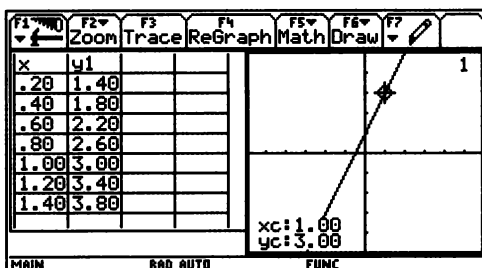 F1 F2 Zoom F3 Trace F4 ReGraph F5 Math F6 Draw F7
x y1
.20 1.40
.40 1.80
.60 2.20
.80 2.60
1.00 3.00
1.20 3.40
1.40 3.80
1
xc:1.00
yc:3.00
MAIN RAD AUTO FUNC